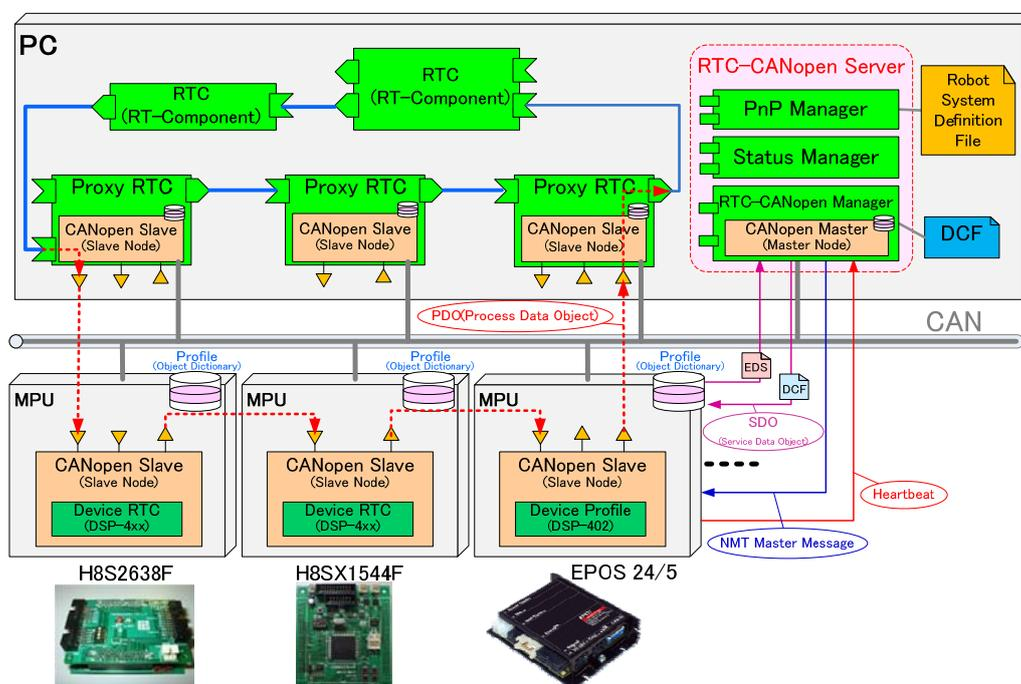 PC
RTC
(RT-Component)
RTC
(RT-Component)
RTC-CANopen Server
PnP Manager
Status Manager
RTC-CANopen Manager
CANopen Master
(Master Node)
Robot
System
Definition
File
DCF
Proxy RTC
CANopen Slave
(Slave Node)
Proxy RTC
CANopen Slave
(Slave Node)
Proxy RTC
CANopen Slave
(Slave Node)
PDO(Process Data Object)
CAN
Profile
(Object Dictionary)
Profile
(Object Dictionary)
Profile
(Object Dictionary)
EDS
DCF
SDO
(Service Data Object)
Heartbeat
NMT Master Message
MPU
CANopen Slave
(Slave Node)
Device RTC
(DSP-4xx)
MPU
CANopen Slave
(Slave Node)
Device RTC
(DSP-4xx)
MPU
CANopen Slave
(Slave Node)
Device Profile
(DSP-402)
H8S2638F
H8SX1544F
EPOS 24/5